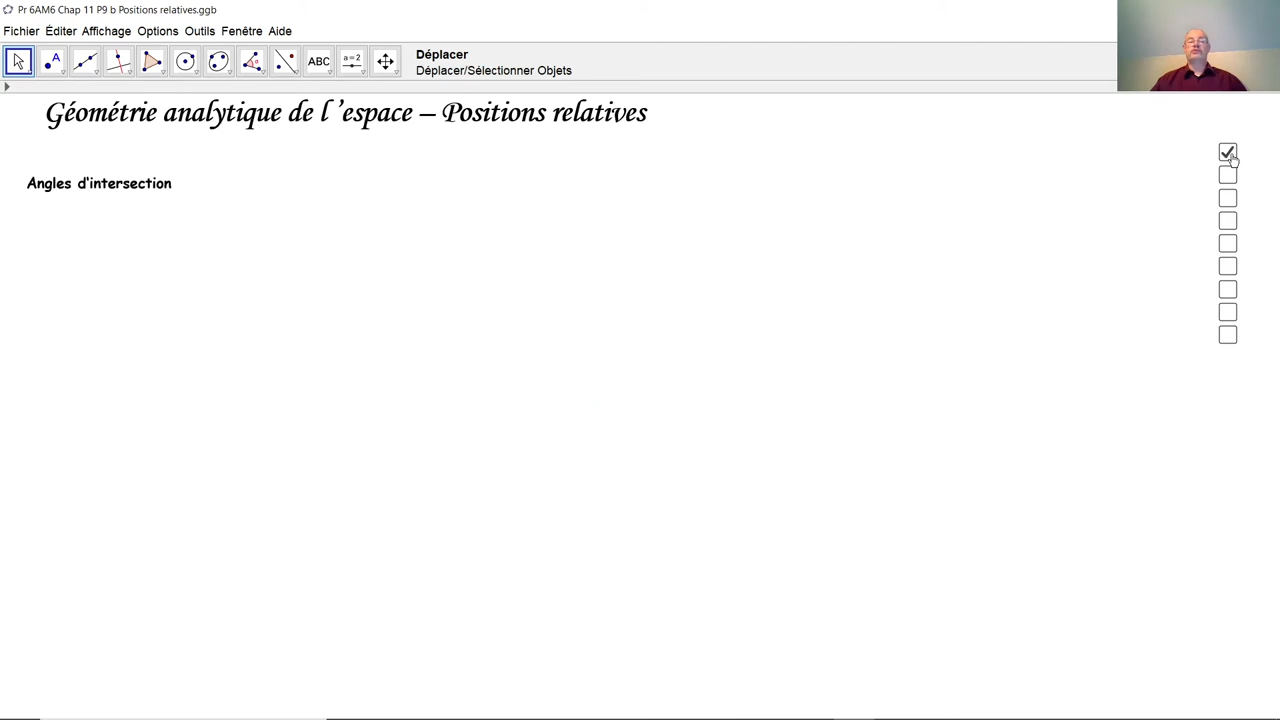 Pr 6AM6 Chap 11 P9 b Positions relatives.ggb
Fichier Éditer Affichage Options Outils Fenêtre Aide
A
ABC
a=2
Déplacer
Déplacer/Sélectionner Objets
Géométrie analytique de l 'espace – Positions relatives
Angles d'intersection